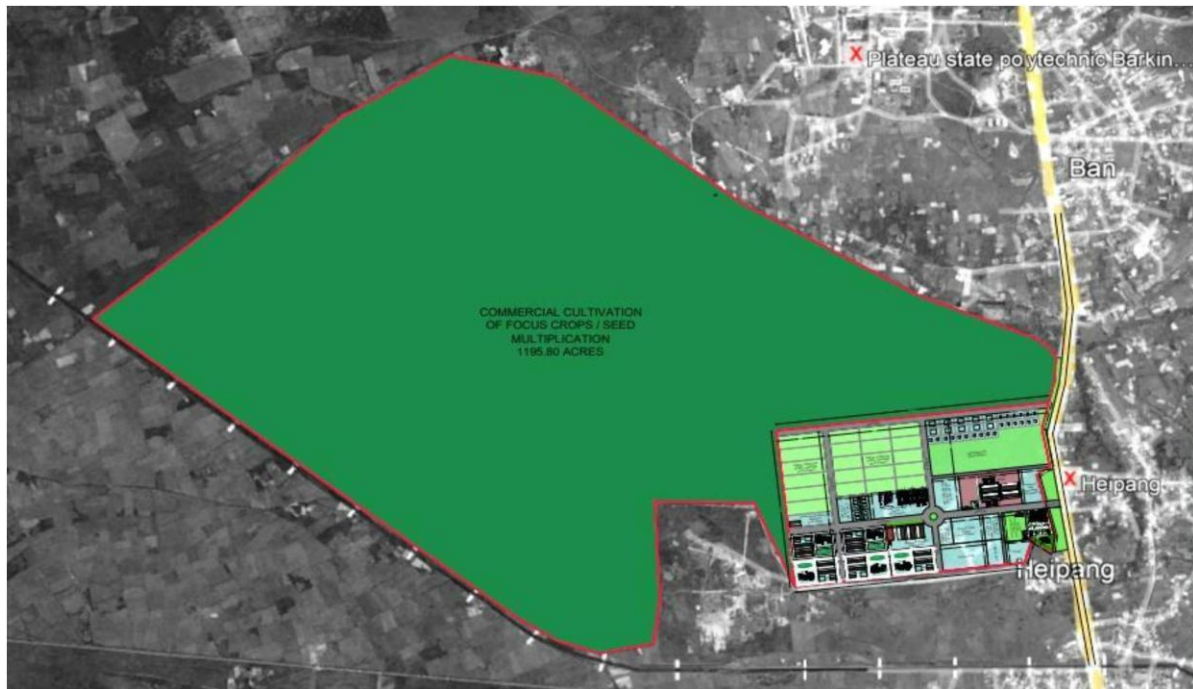 Plateau state polytechnic Barkin...
Ban
COMMERCIAL CULTIVATION
OF FOCUS CROPS / SEED
MULTIPLICATION
1195.80 ACRES
Heipang
Heipang